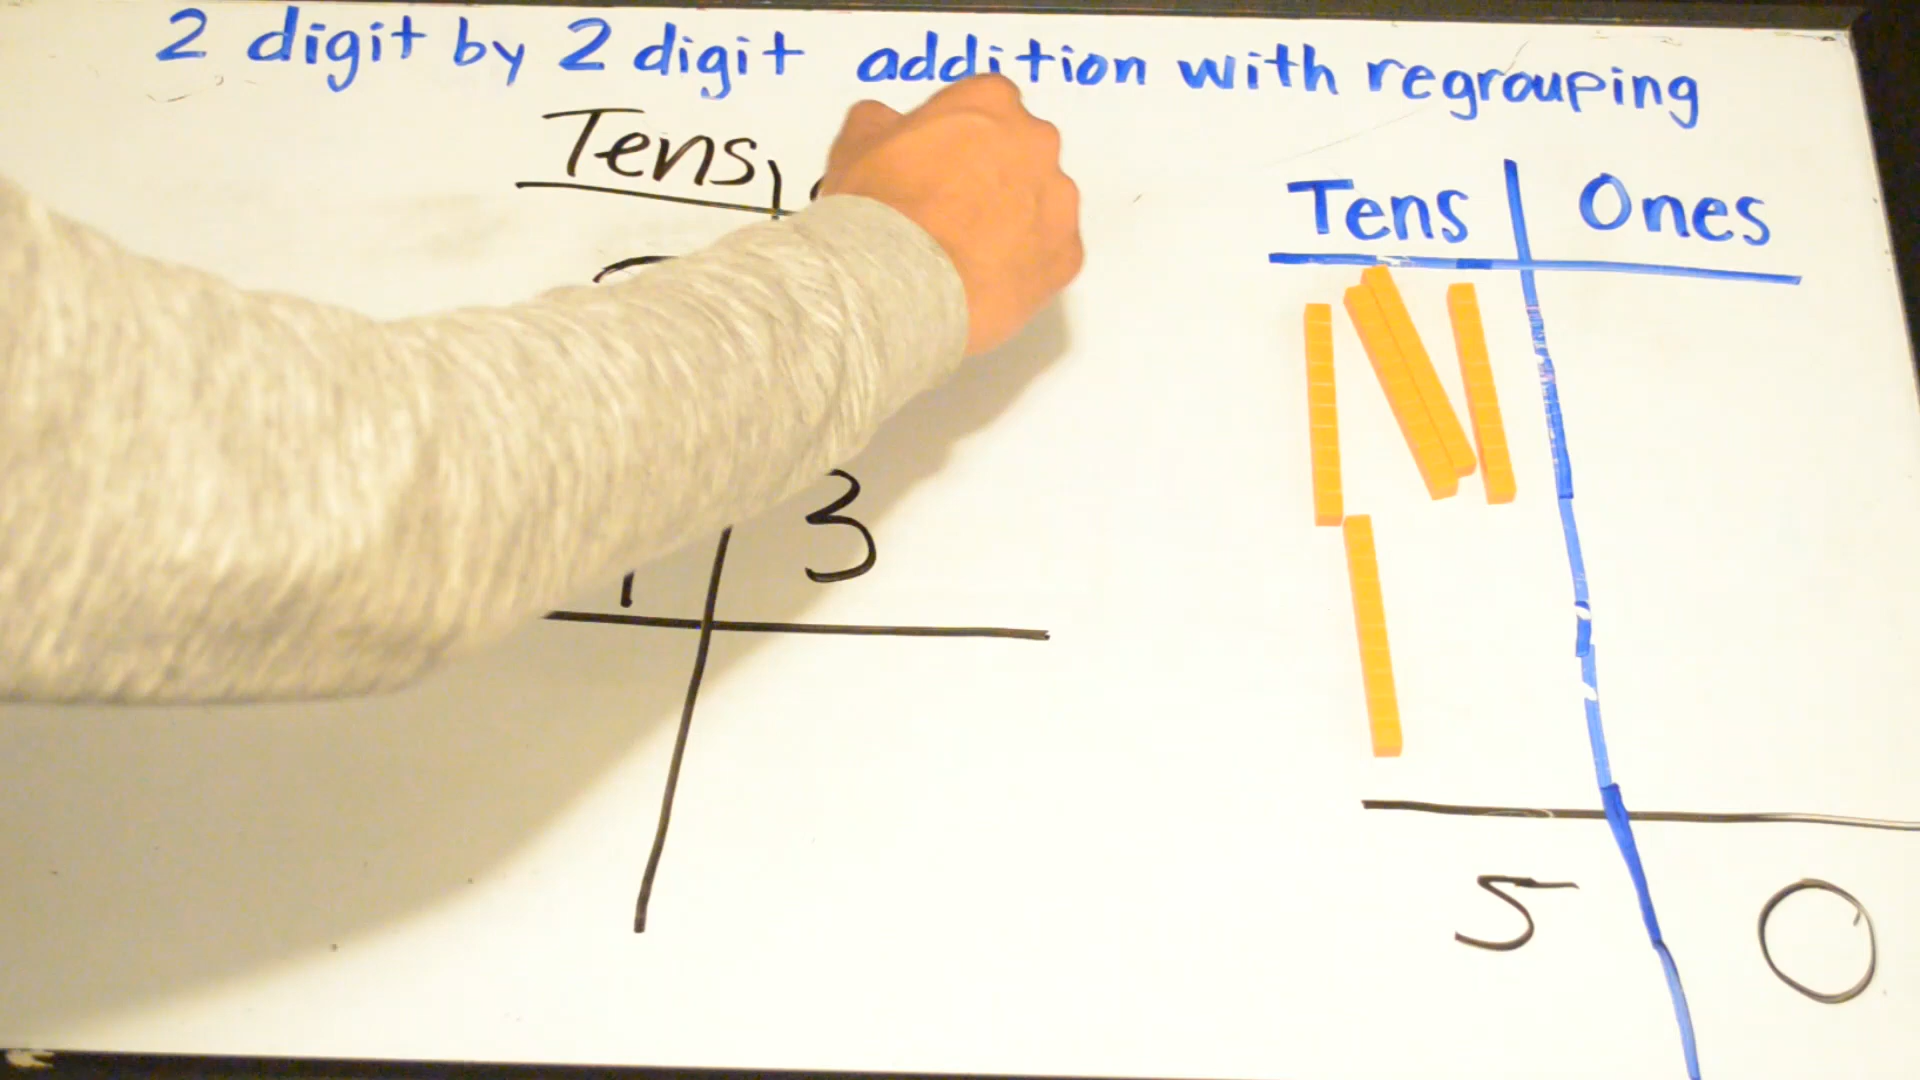 2 digit by 2 digit addition with regrouping
Tens
3
Tens Ones
5 0